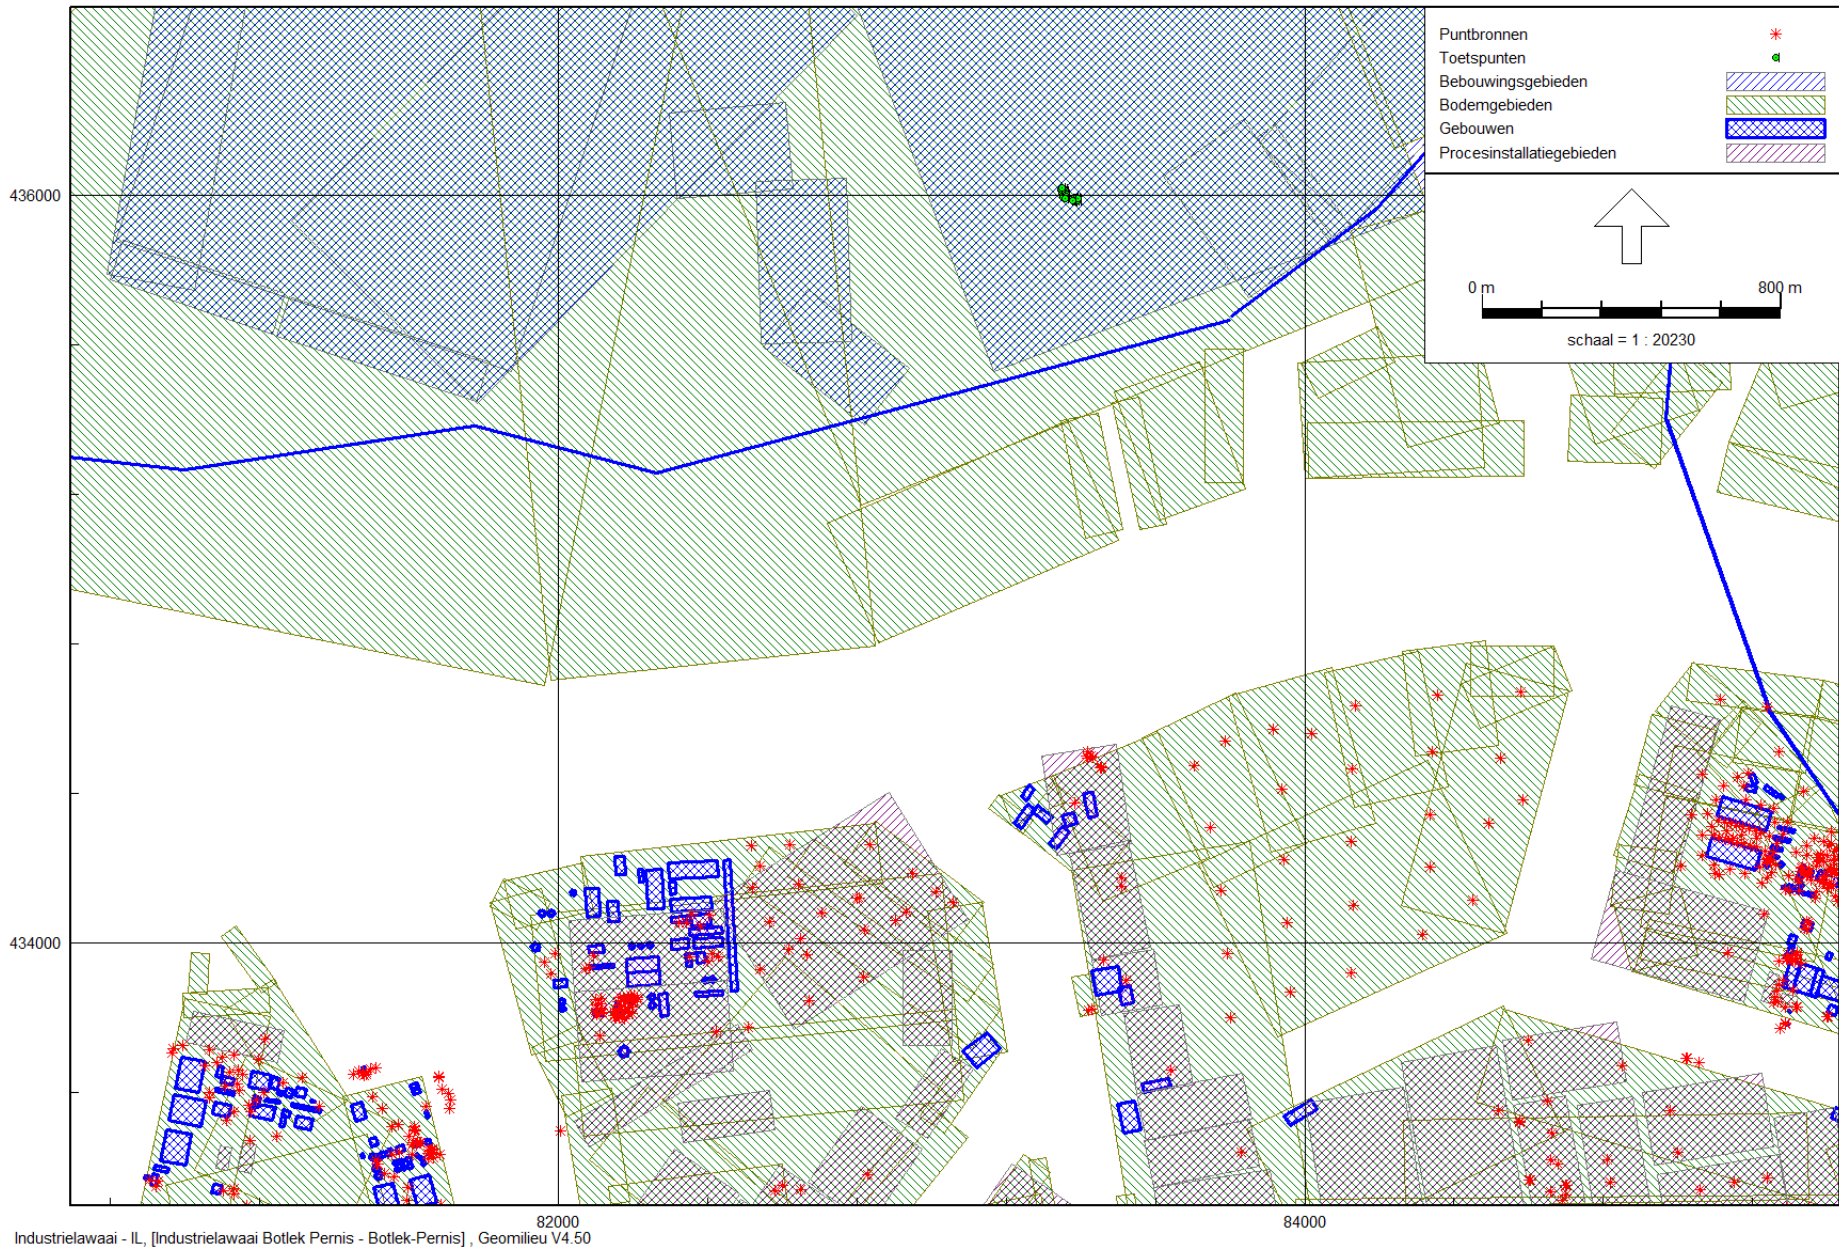 Puntbronnen
Toetspunten
Bebouwingsgebieden
Bodemgebieden
Gebouwen
Procesinstallatiegebieden
436000
0 m 800 m
schaal = 1 : 20230
434000
82000 84000
Industrielawaai - IL, [Industrielawaai Botlek Pernis - Botlek-Pernis] , Geomilieu V4.50